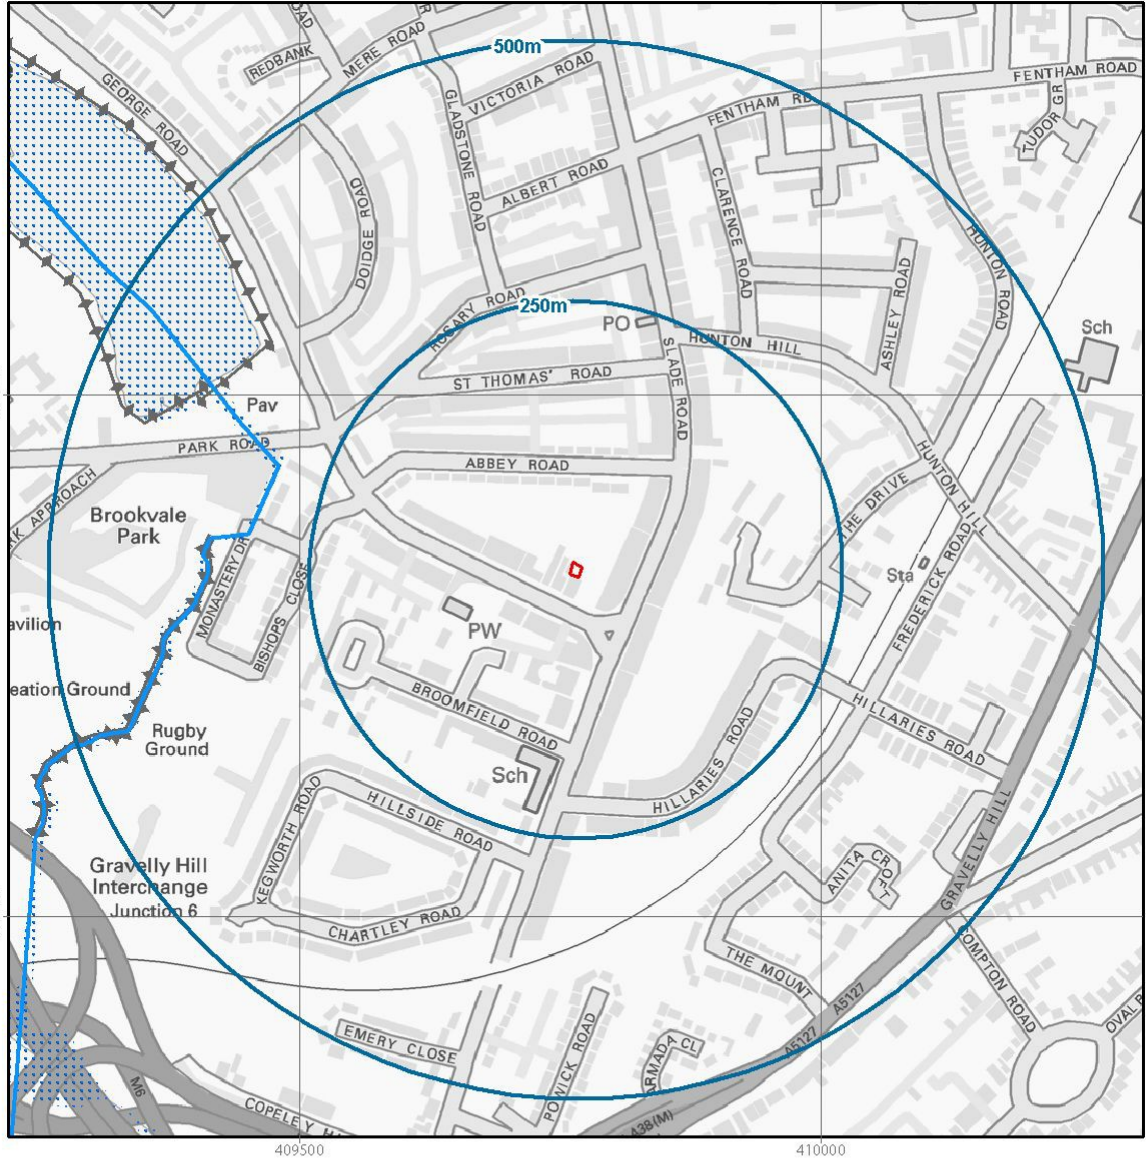 OAD
REDBANK
MERE ROAD
500m
GEORGE ROAD
VICTORIA ROAD
GLADSTONE ROAD
FENTHAM RD
FENTHAM ROAD
TUDOR GR
ALBERT ROAD
CLARENCE ROAD
DOIDGE ROAD
HUNTON ROAD
ASHLEY ROAD
ROSARY ROAD
250m
PO
HUNTON HILL
Sch
SLADE ROAD
ST THOMAS' ROAD
Pav
PARK ROAD
ABBEY ROAD
RK APPROACH
Brookvale
Park
THE DRIVE
HUNTON HILL
MONASTERY DR
BISHOPS CLOSE
Sta
FREDERICK ROAD
avilion
PW
eation Ground
BROOMFIELD ROAD
HILLARIES ROAD
Rugby
Ground
Sch
HILLARIES ROAD
KEGWORTH ROAD
HILLSIDE ROAD
GRAVELLY HILL
Gravelly Hill
Interchange
Junction 6
ANITA CROFT
CHARTLEY ROAD
THE MOUNT
COMPTON ROAD
A5127
A5127
OVAL R
EMERY CLOSE
POWICK ROAD
ARMADA CL
M6
COPELEY HI
A38(M)
409500
410000